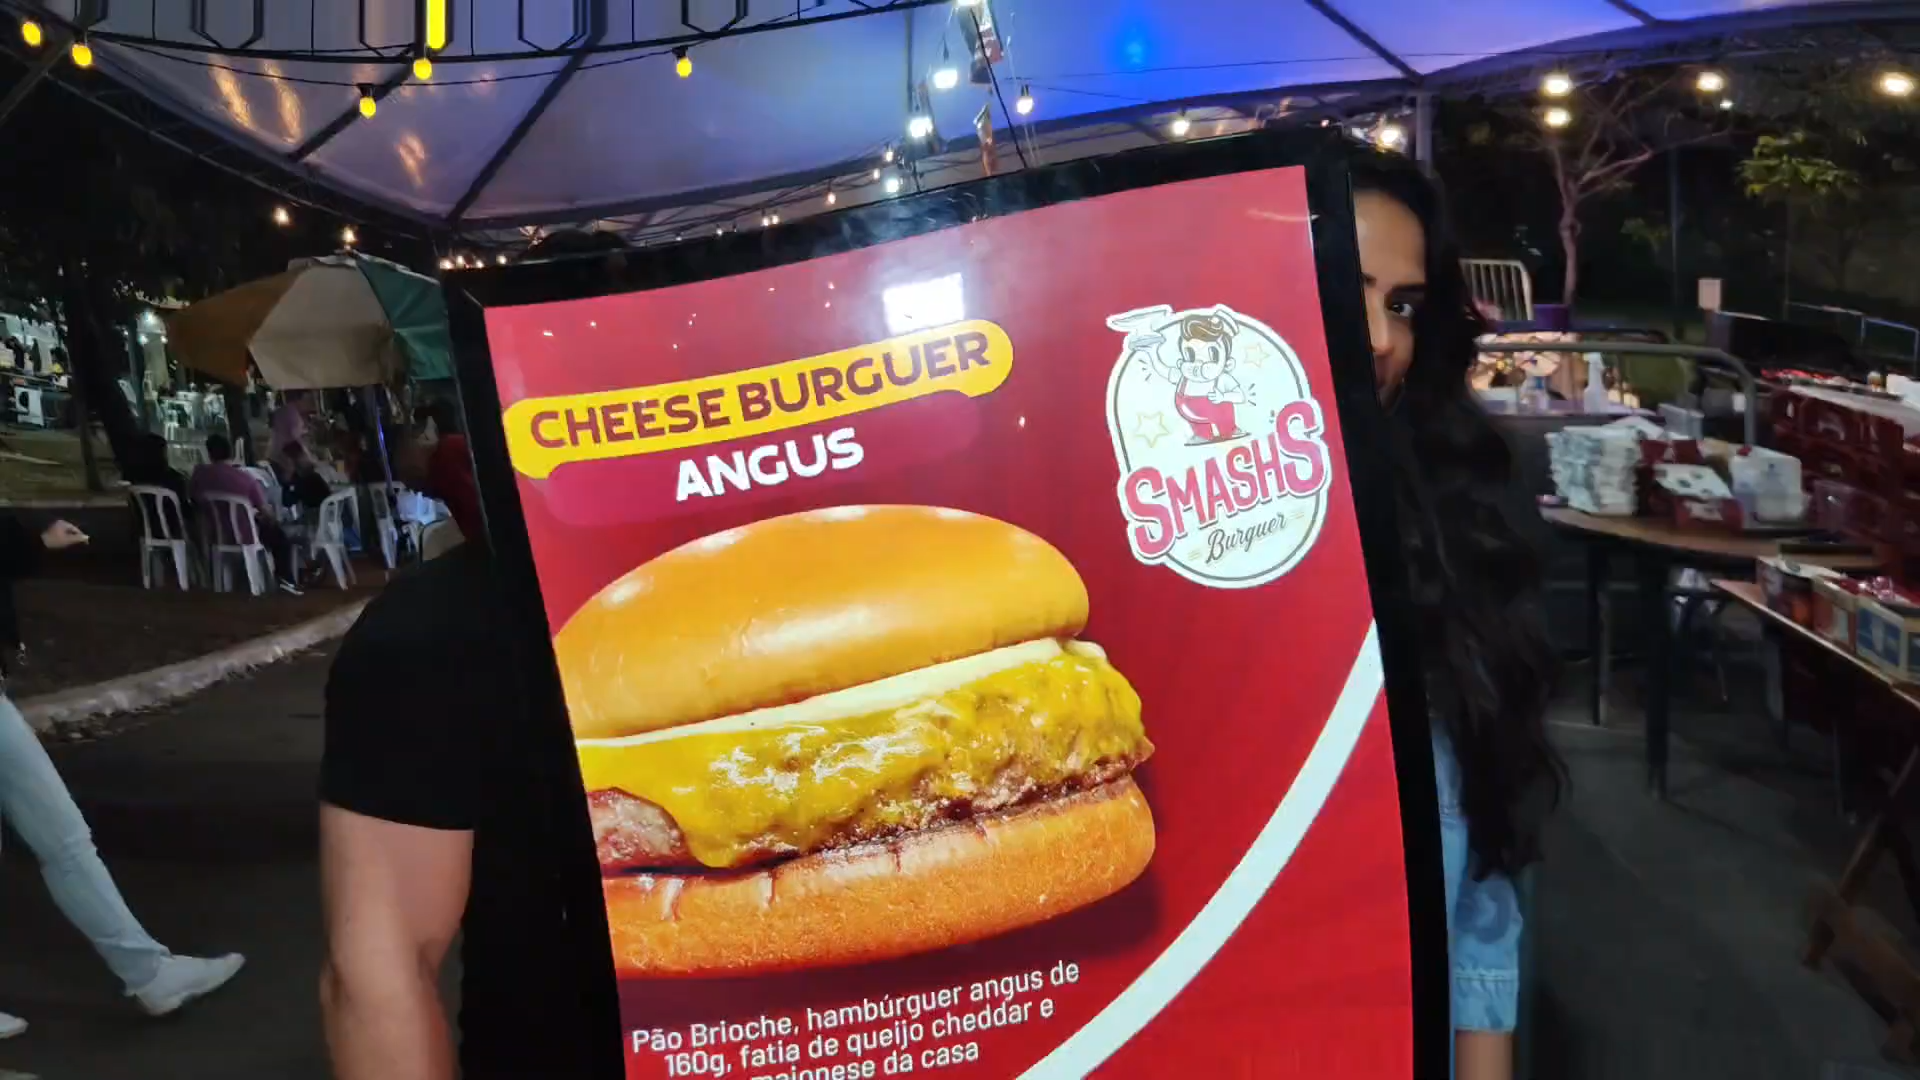 CHEESE BURGUER
ANGUS
SMASHS
Burguer
Pão Brioche, hambúrguer angus de
160g, fatia de queijo cheddar e
maionese da casa